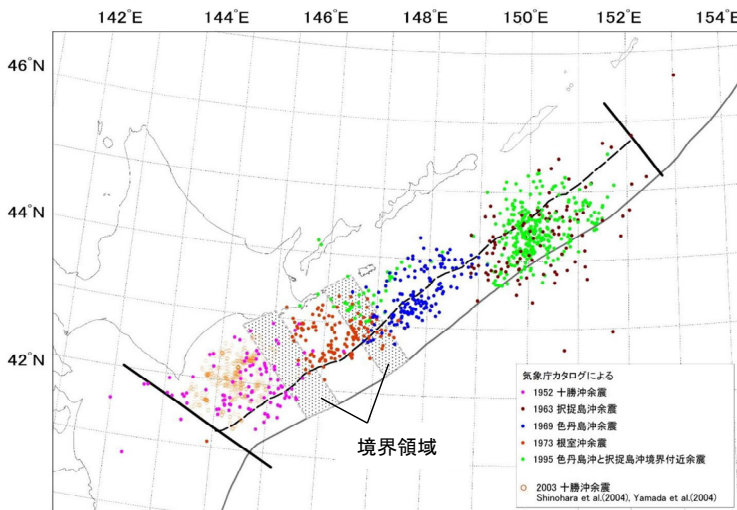 142°E 144°E 146°E 148°E 150°E 152°E 154°E
46°N
44°N
42°N
境界領域
気象庁カタログによる
1952 十勝沖余震
1963 択捉島沖余震
1969 色丹島沖余震
1973 根室沖余震
1995 色丹島沖と択捉島沖境界付近余震
2003 十勝沖余震
Shinohara et al.(2004), Yamada et al.(2004)